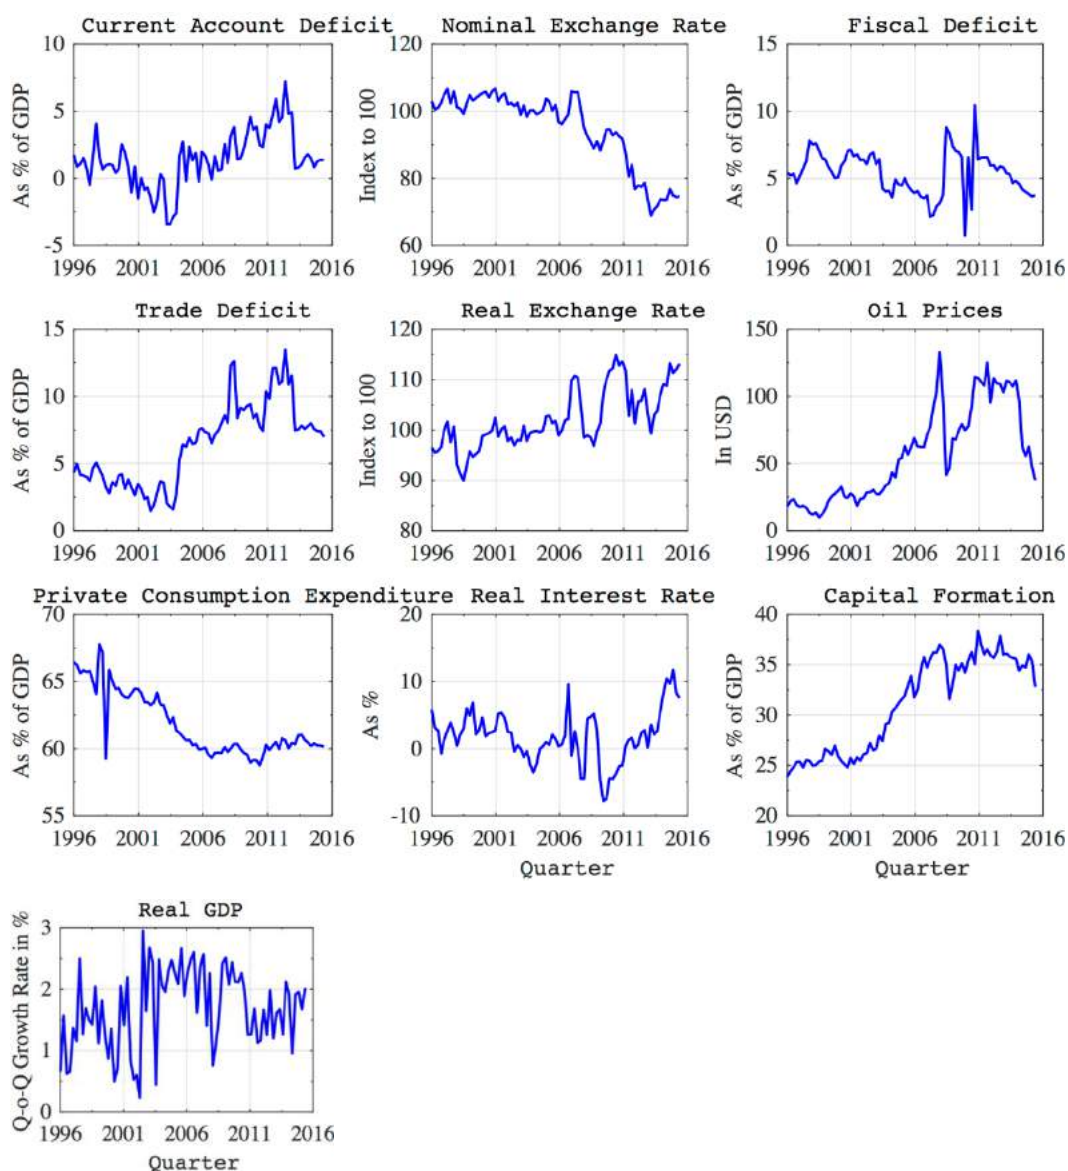 Current Account Deficit
As % of GDP
10
5
0
-5
1996 2001 2006 2011 2016
Nominal Exchange Rate
Index to 100
120
100
80
60
1996 2001 2006 2011 2016
Fiscal Deficit
As % of GDP
15
10
5
0
1996 2001 2006 2011 2016
Trade Deficit
As % of GDP
15
10
5
0
1996 2001 2006 2011 2016
Real Exchange Rate
Index to 100
120
110
100
90
80
1996 2001 2006 2011 2016
Oil Prices
In USD
150
100
50
0
1996 2001 2006 2011 2016
Private Consumption Expenditure
As % of GDP
70
65
60
55
1996 2001 2006 2011 2016
Real Interest Rate
As %
20
10
0
-10
1996 2001 2006 2011 2016
Quarter
Capital Formation
As % of GDP
40
35
30
25
20
1996 2001 2006 2011 2016
Quarter
Real GDP
Q-o-Q Growth Rate in %
3
2
1
0
1996 2001 2006 2011 2016
Quarter